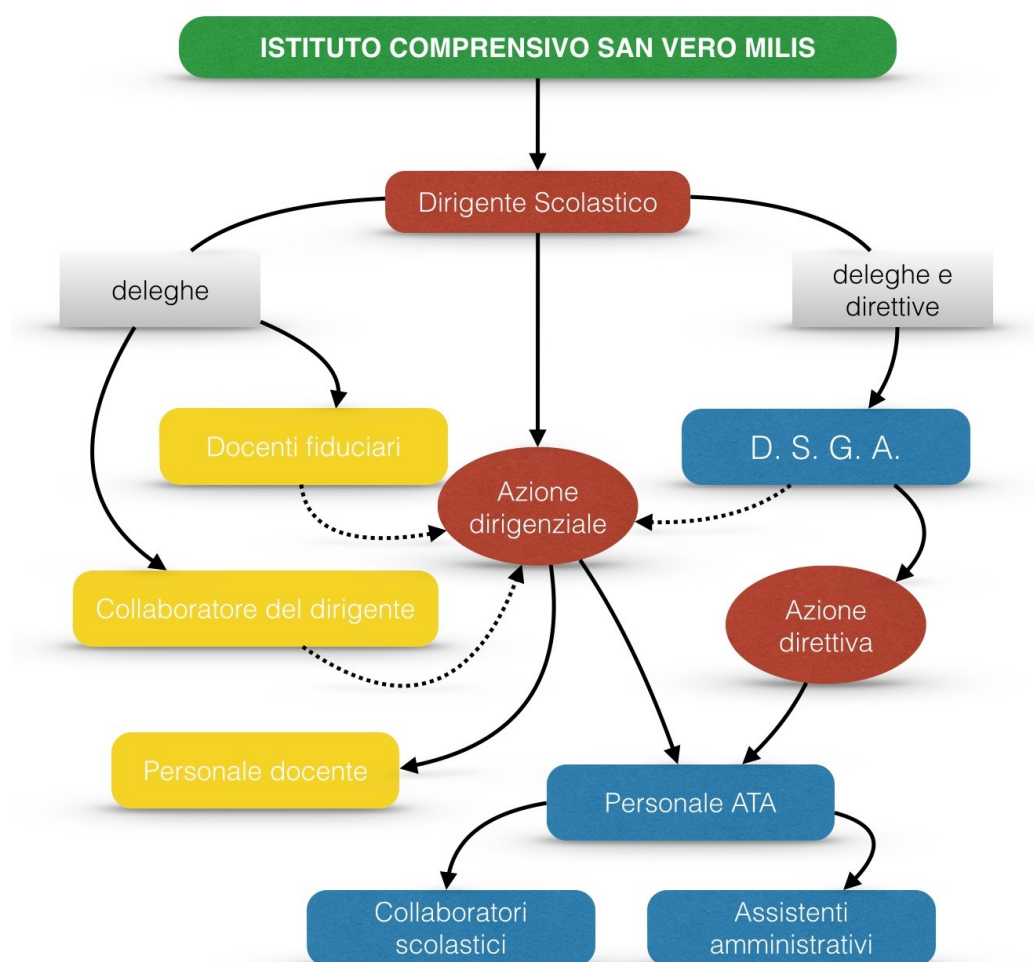 ISTITUTO COMPRENSIVO SAN VERO MILIS
Dirigente Scolastico
deleghe
deleghe e
direttive
Docenti fiduciari
D. S. G. A.
Azione
dirigenziale
Collaboratore del dirigente
Azione
direttiva
Personale docente
Personale ATA
Collaboratori
scolastici
Assistenti
amministrativi